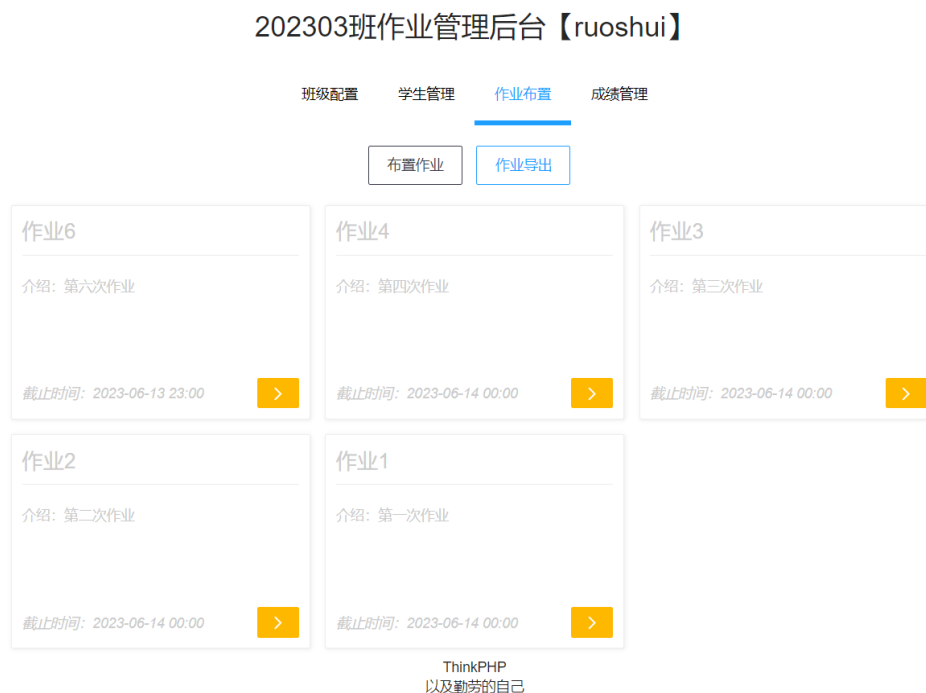 202303班作业管理后台【ruoshui】
班级配置 学生管理 作业布置 成绩管理
布置作业 作业导出
作业6 作业4 作业3
介绍：第六次作业 介绍：第四次作业 介绍：第三次作业
截止时间：2023-06-13 23:00 截止时间：2023-06-14 00:00 截止时间：2023-06-14 00:00
作业2 作业1
介绍：第二次作业 介绍：第一次作业
截止时间：2023-06-14 00:00 截止时间：2023-06-14 00:00
ThinkPHP
以及勤劳的自己